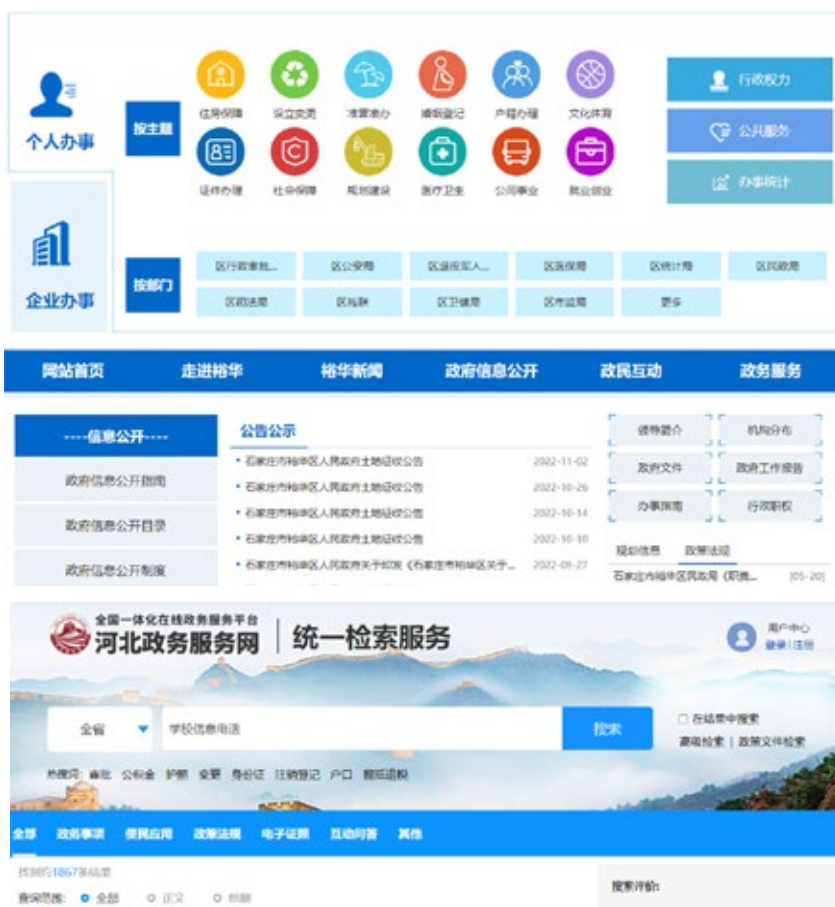 个人办事
企业办事
按主题
住房保障 设立变更 准营准办 婚姻登记 户籍办理 文化体育
证件办理 社会保障 规划建设 医疗卫生 公用事业 就业创业
行政权力
公共服务
办事统计
按部门
区行政审批... 区公安局 区退役军人... 区医保局 区统计局 区民政局
区司法局 区残联 区卫健局 区市监局 更多
网站首页 走进裕华 裕华新闻 政府信息公开 政民互动 政务服务
----信息公开----
政府信息公开指南
政府信息公开目录
政府信息公开制度
公告公示
石家庄市裕华区人民政府土地征收公告 2022-11-02
石家庄市裕华区人民政府土地征收公告 2022-10-26
石家庄市裕华区人民政府土地征收公告 2022-10-14
石家庄市裕华区人民政府土地征收公告 2022-10-10
石家庄市裕华区人民政府关于印发《石家庄市裕华区关于... 2022-09-27
领导简介 机构分布
政府文件 政府工作报告
办事指南 行政职权
规划信息 政策法规
石家庄市裕华区民政局《职责... [05-20]
全国一体化在线政务服务平台
河北政务服务网 统一检索服务
用户中心
登录|注册
全省 学校信息电话 搜索
在结果中搜索
高级检索 | 政策文件检索
热搜词: 审批 公积金 护照 变更 身份证 注销登记 户口 留抵退税
全部 政务事项 便民应用 政策法规 电子证照 互动问答 其他
找到约1867条结果
查询范围: 全部 正文 标题
搜索评价: